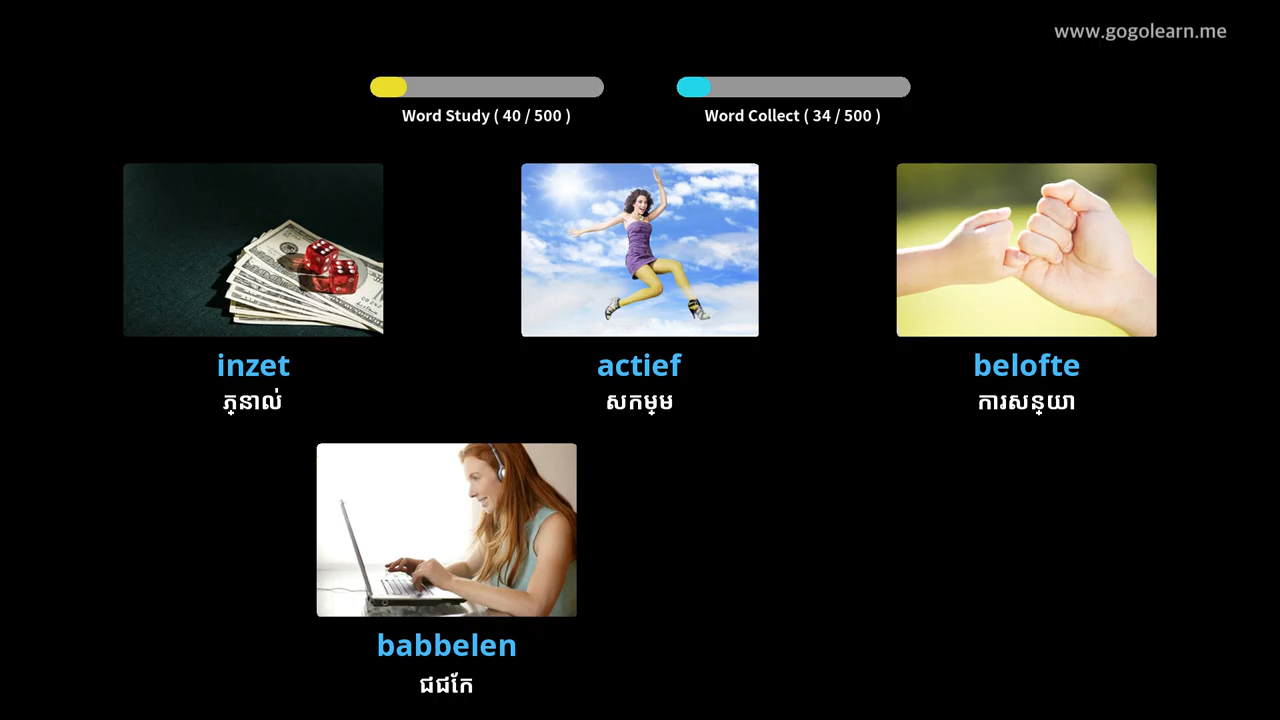 www.gogolearn.me
Word Study ( 40 / 500 )
Word Collect ( 34 / 500 )
inzet
ភ្នាល់
actief
សកម្ម
belofte
ការសន្យា
babbelen
ជជកែ